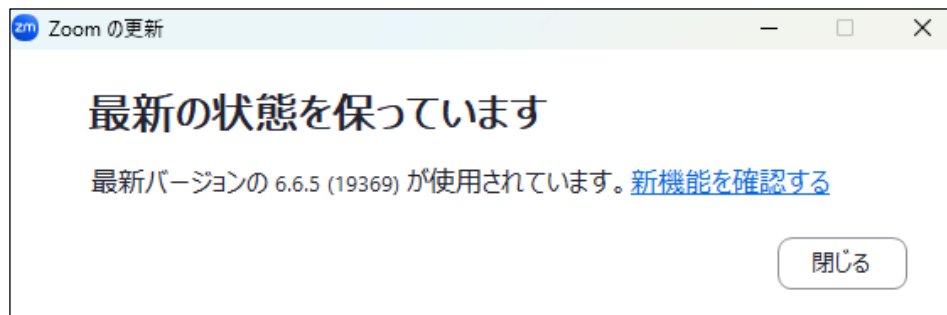 zm Zoom の更新
最新の状態を保っています
最新バージョンの 6.6.5 (19369) が使用されています。新機能を確認する
閉じる